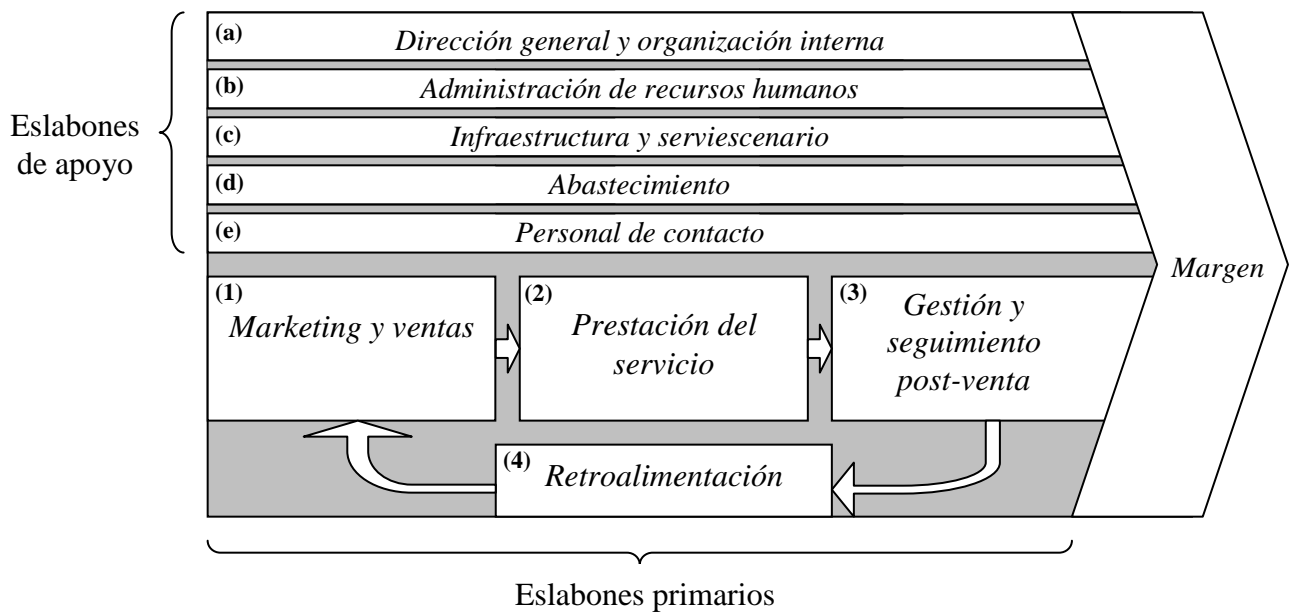 (a) Dirección general y organización interna
(b) Administración de recursos humanos
Eslabones
de apoyo
(c) Infraestructura y serviescenario
(d) Abastecimiento
(e) Personal de contacto
Margen
(1) Marketing y ventas
(2) Prestación del
servicio
(3) Gestión y
seguimiento
post-venta
(4) Retroalimentación
Eslabones primarios